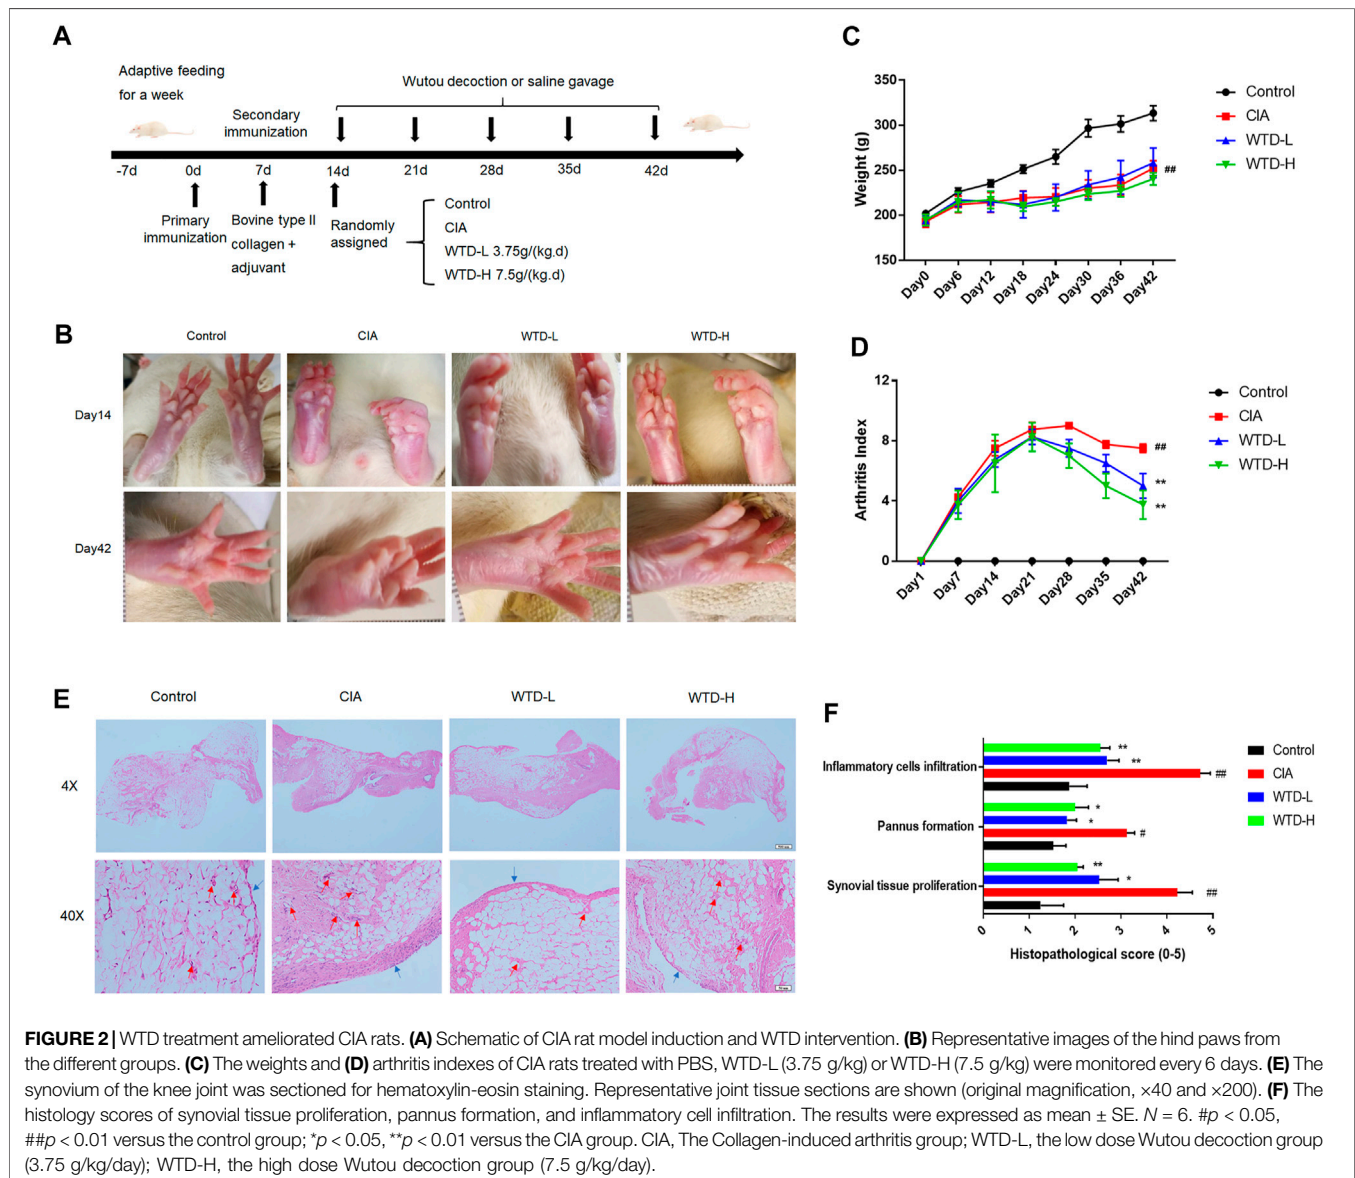 A
Adaptive feeding
for a week
Wutou decoction or saline gavage
Secondary
immunization
-7d 0d 7d 14d 21d 28d 35d 42d
Primary
immunization
Bovine type II
collagen +
adjuvant
Randomly
assigned
Control
CIA
WTD-L 3.75g/(kg.d)
WTD-H 7.5g/(kg.d)
B
Control CIA WTD-L WTD-H
Day14
Day42
C
Weight (g)
350
300
250
200
150
Day0 Day6 Day12 Day18 Day24 Day30 Day36 Day42
Control
CIA
WTD-L
WTD-H
##
D
Arthritis Index
12
8
4
0
Day1 Day7 Day14 Day21 Day28 Day35 Day42
Control
CIA
WTD-L
WTD-H
##
**
**
E
Control CIA WTD-L WTD-H
4X
40X
F
Inflammatory cells infiltration
** 
**
##
Pannus formation
*
*
#
Synovial tissue proliferation
**
*
##
0 1 2 3 4 5
Histopathological score (0-5)
Control
CIA
WTD-L
WTD-H
FIGURE 2 | WTD treatment ameliorated CIA rats. (A) Schematic of CIA rat model induction and WTD intervention. (B) Representative images of the hind paws from
the different groups. (C) The weights and (D) arthritis indexes of CIA rats treated with PBS, WTD-L (3.75 g/kg) or WTD-H (7.5 g/kg) were monitored every 6 days. (E) The
synovium of the knee joint was sectioned for hematoxylin-eosin staining. Representative joint tissue sections are shown (original magnification, ×40 and ×200). (F) The
histology scores of synovial tissue proliferation, pannus formation, and inflammatory cell infiltration. The results were expressed as mean ± SE. N = 6. #p < 0.05,
##p < 0.01 versus the control group; *p < 0.05, **p < 0.01 versus the CIA group. CIA, The Collagen-induced arthritis group; WTD-L, the low dose Wutou decoction group
(3.75 g/kg/day); WTD-H, the high dose Wutou decoction group (7.5 g/kg/day).